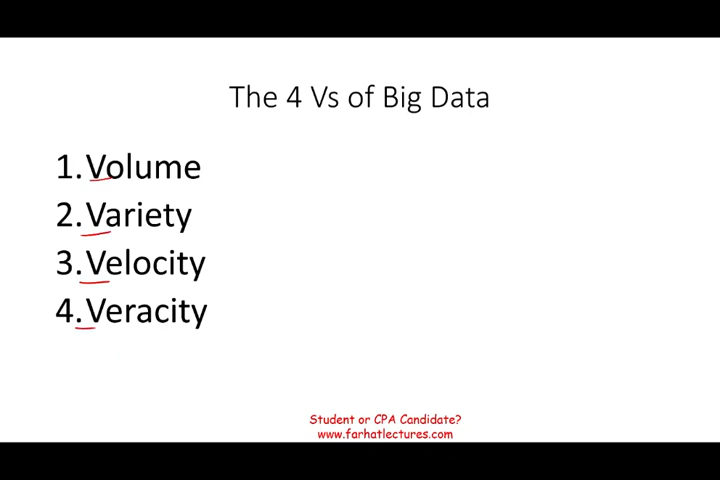 The 4 Vs of Big Data
1. Volume
2. Variety
3. Velocity
4. Veracity
Student or CPA Candidate?
www.farhatlectures.com